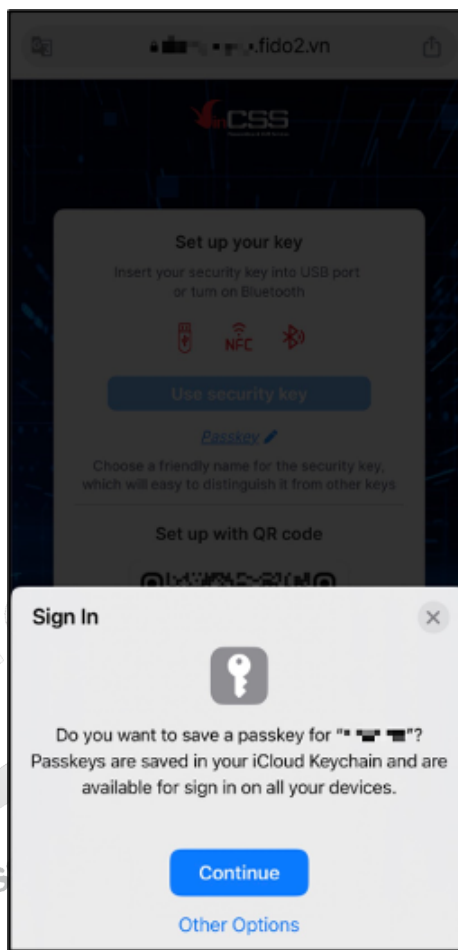 .fido2.vn
inCSS
Set up your key
Insert your security key into USB port
or turn on Bluetooth
NFC
Use security key
Passkey
Choose a friendly name for the security key,
which will easy to distinguish it from other keys
Set up with QR code
Sign In
Do you want to save a passkey for "
"?
Passkeys are saved in your iCloud Keychain and are
available for sign in on all your devices.
G
Continue
Other Options